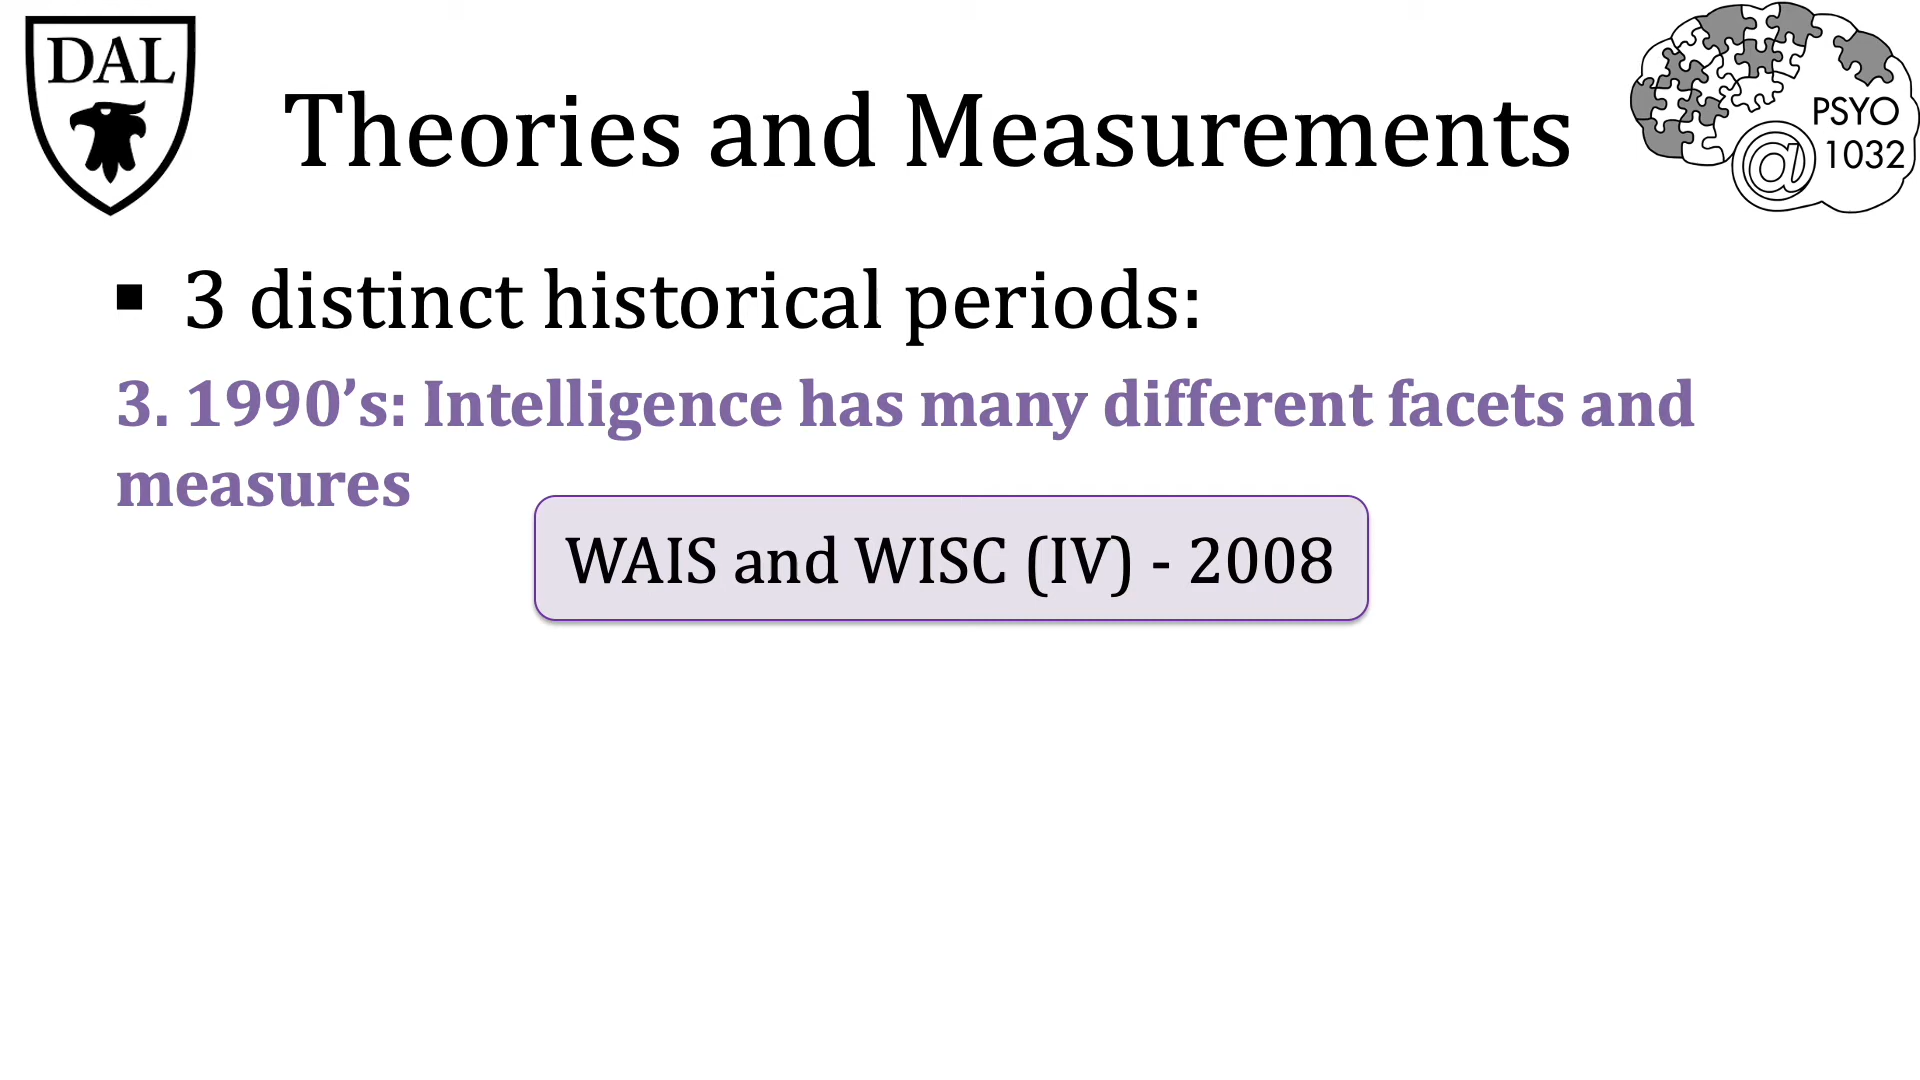 DAL
Theories and Measurements
PSYO
@ 1032
▪ 3 distinct historical periods:
3. 1990’s: Intelligence has many different facets and
measures
WAIS and WISC (IV) - 2008